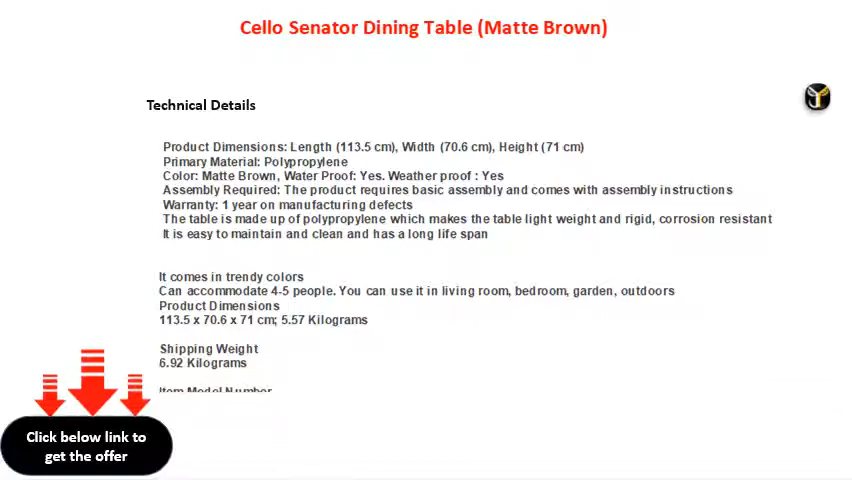 Cello Senator Dining Table (Matte Brown)
Technical Details
Product Dimensions: Length (113.5 cm), Width (70.6 cm), Height (71 cm)
Primary Material: Polypropylene
Color: Matte Brown, Water Proof: Yes. Weather proof : Yes
Assembly Required: The product requires basic assembly and comes with assembly instructions
Warranty: 1 year on manufacturing defects
The table is made up of polypropylene which makes the table light weight and rigid, corrosion resistant
It is easy to maintain and clean and has a long life span
It comes in trendy colors
Can accommodate 4-5 people. You can use it in living room, bedroom, garden, outdoors
Product Dimensions
113.5 x 70.6 x 71 cm; 5.57 Kilograms
Shipping Weight
6.92 Kilograms
Item Model Number
Click below link to
get the offer